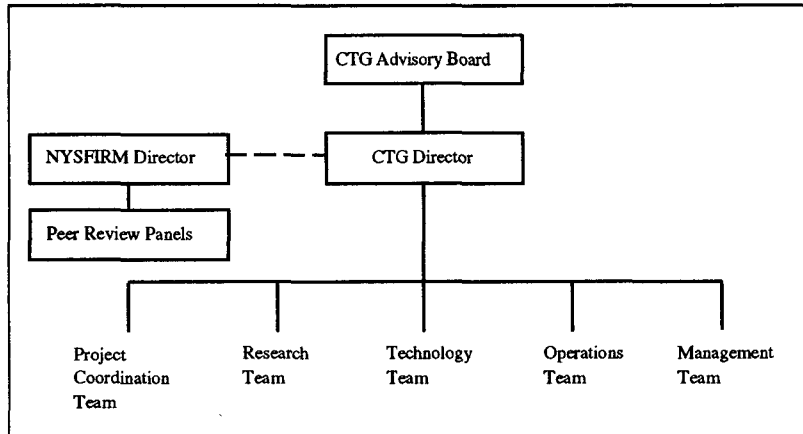 CTG Advisory Board
NYSFIRM Director
CTG Director
Peer Review Panels
Project
Coordination
Team
Research
Team
Technology
Team
Operations
Team
Management
Team